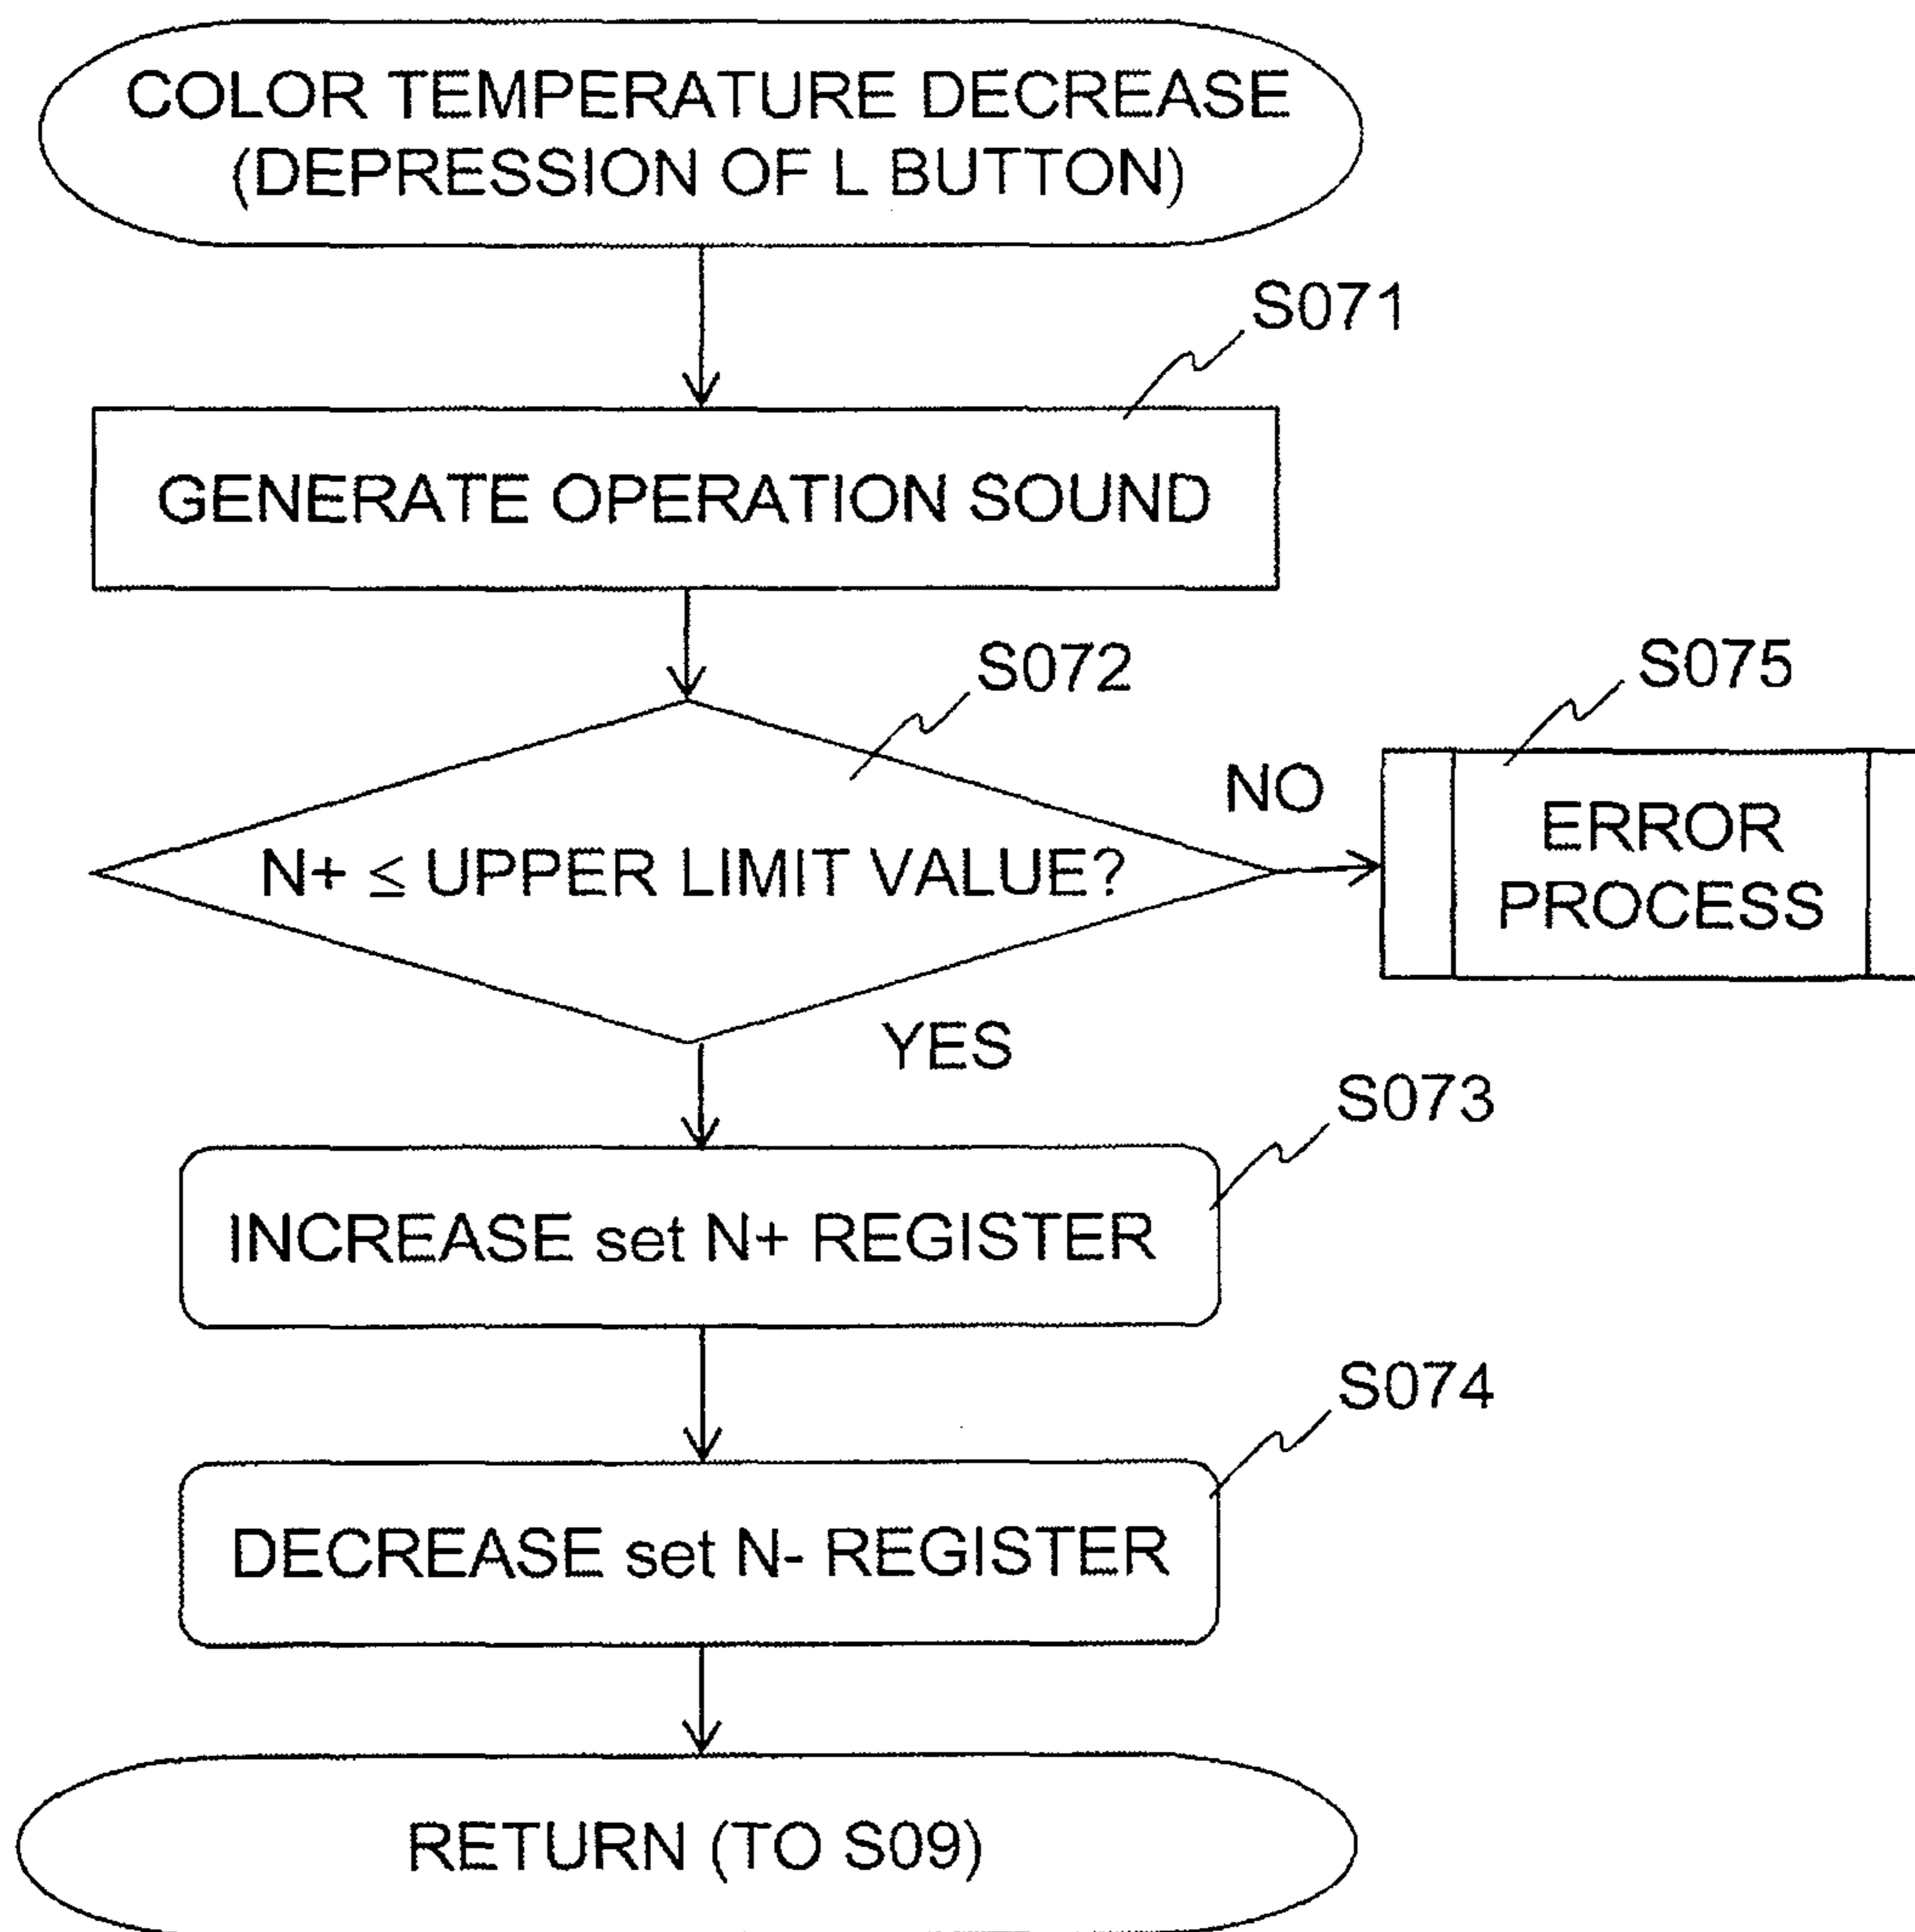 COLOR TEMPERATURE DECREASE
(DEPRESSION OF L BUTTON)
S071
GENERATE OPERATION SOUND
S072
S075
N+ ≤ UPPER LIMIT VALUE?
NO
ERROR
PROCESS
YES
S073
INCREASE set N+ REGISTER
S074
DECREASE set N- REGISTER
RETURN (TO S09)